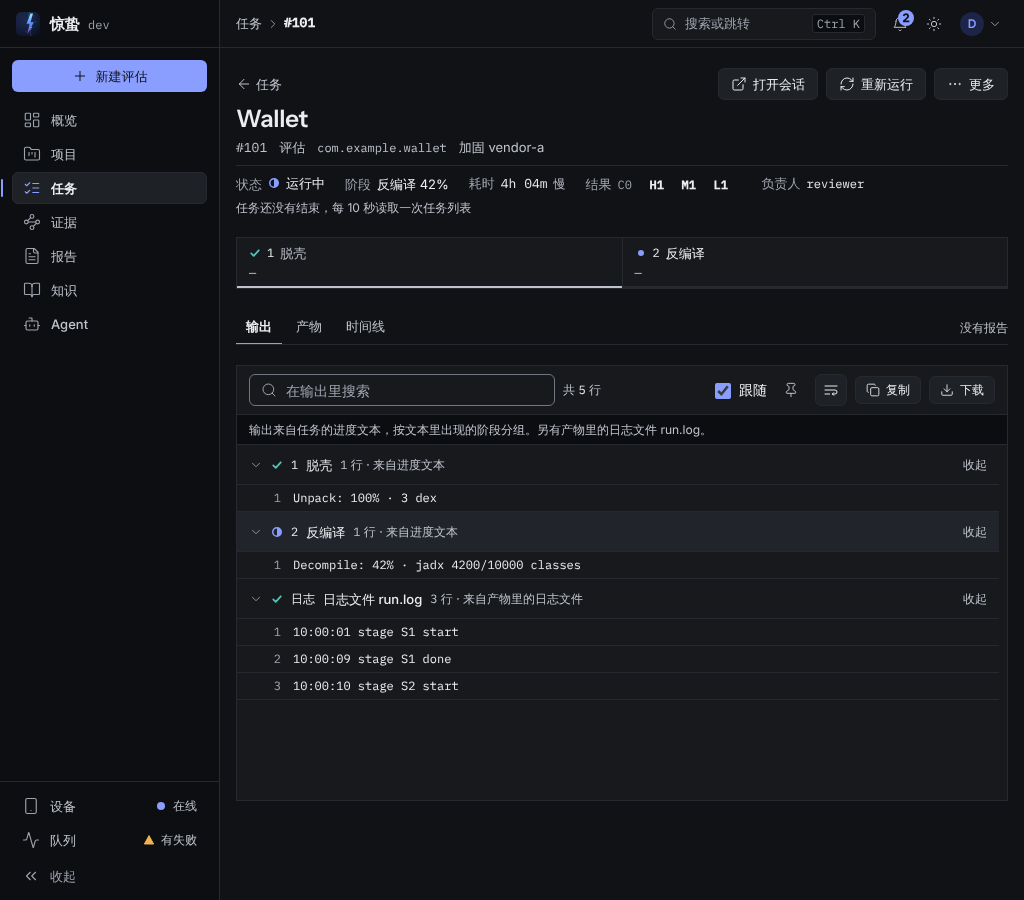 惊蛰 dev
任务 > #101
搜索或跳转 Ctrl K
2
D
+ 新建评估
概览
项目
任务
证据
报告
知识
Agent
设备 在线
队列 有失败
收起
← 任务
打开会话
重新运行
··· 更多
Wallet
#101 评估 com.example.wallet 加固 vendor-a
状态 运行中 阶段 反编译 42% 耗时 4h 04m 慢 结果 C0 H1 M1 L1 负责人 reviewer
任务还没有结束，每 10 秒读取一次任务列表
1 脱壳
–
2 反编译
–
输出 产物 时间线 没有报告
在输出里搜索 共 5 行 跟随 复制 下载
输出来自任务的进度文本，按文本里出现的阶段分组。另有产物里的日志文件 run.log。
1 脱壳 1 行 · 来自进度文本 收起
1 Unpack: 100% · 3 dex
2 反编译 1 行 · 来自进度文本 收起
1 Decompile: 42% · jadx 4200/10000 classes
日志 日志文件 run.log 3 行 · 来自产物里的日志文件 收起
1 10:00:01 stage S1 start
2 10:00:09 stage S1 done
3 10:00:10 stage S2 start